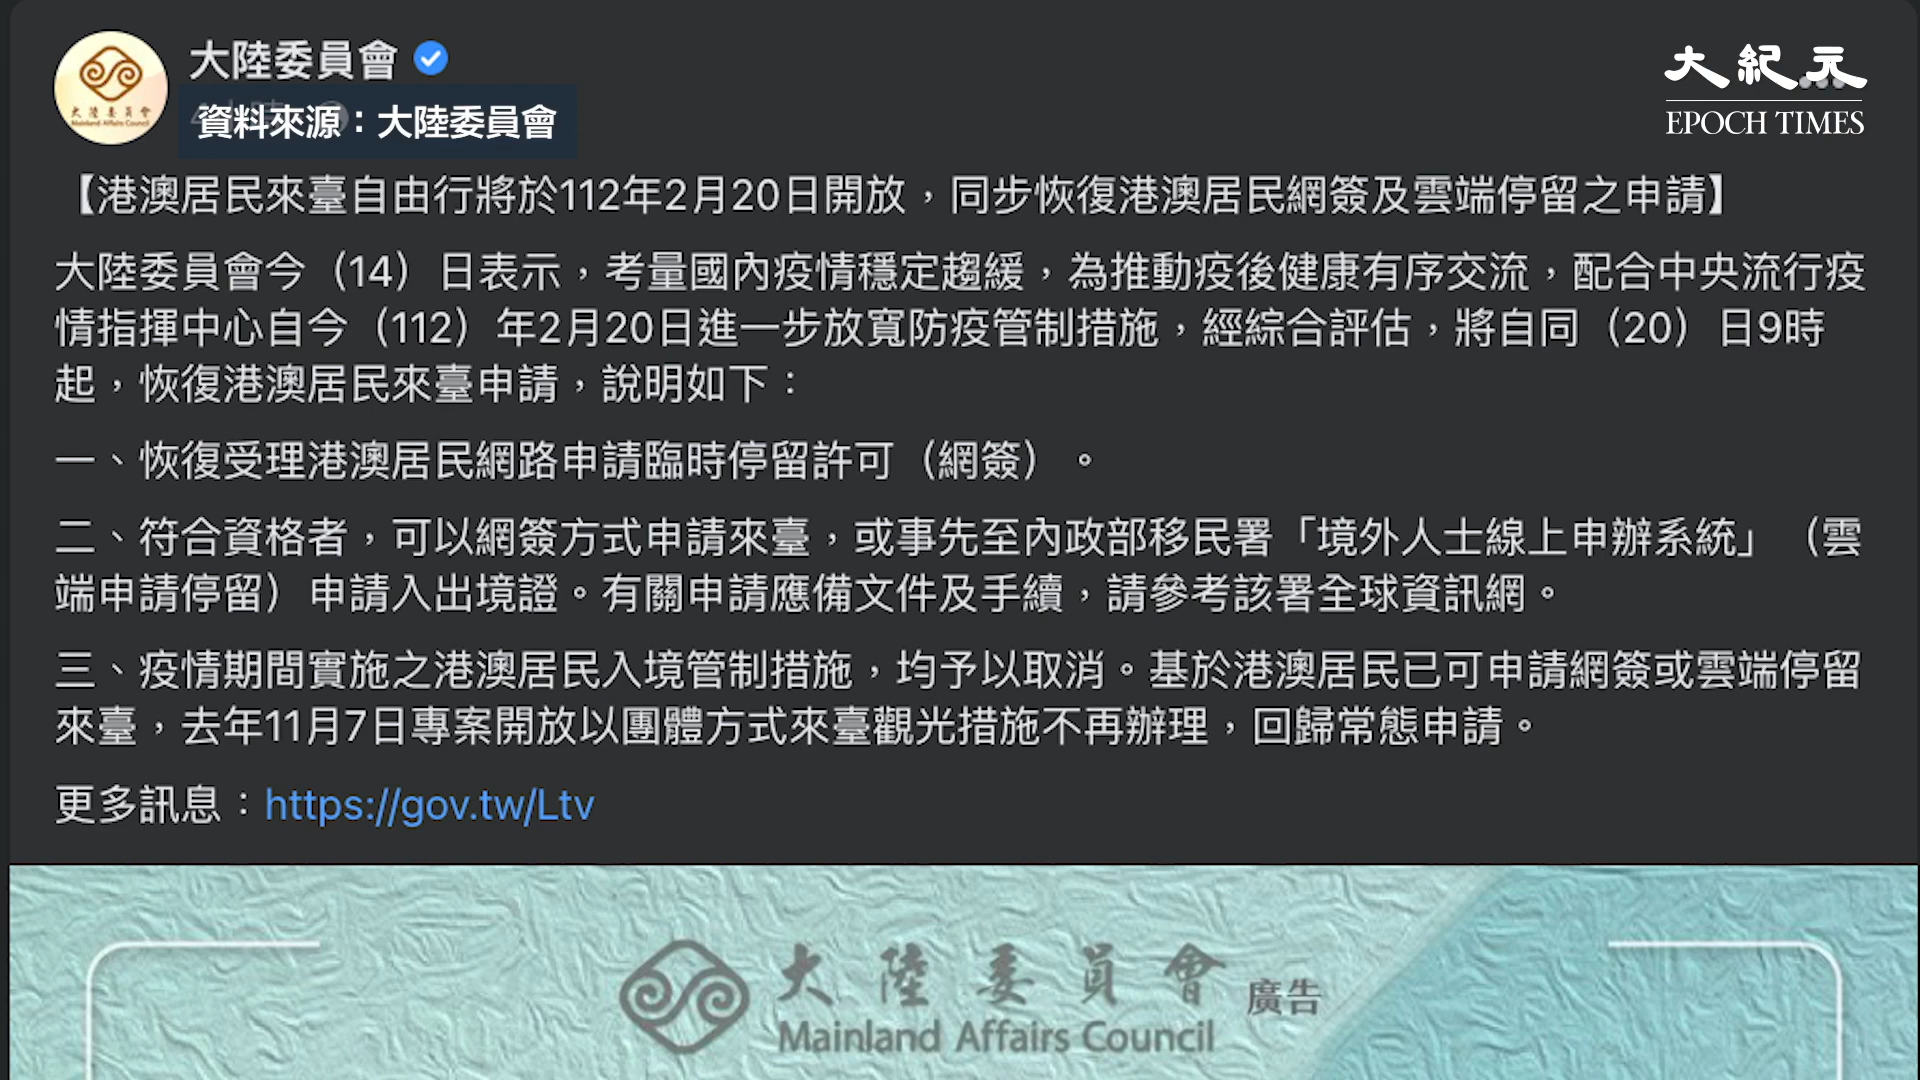 大陸委員會
資料來源：大陸委員會
大紀元
EPOCH TIMES
大陸委員會
Mainland Affairs Council
【港澳居民來臺自由行將於112年2月20日開放，同步恢復港澳居民網簽及雲端停留之申請】
大陸委員會今（14）日表示，考量國內疫情穩定趨緩，為推動疫後健康有序交流，配合中央流行疫
情指揮中心自今（112）年2月20日進一步放寬防疫管制措施，經綜合評估，將自同（20）日9時
起，恢復港澳居民來臺申請，說明如下：
一、恢復受理港澳居民網路申請臨時停留許可（網簽）。
二、符合資格者，可以網簽方式申請來臺，或事先至內政部移民署「境外人士線上申辦系統」（雲
端申請停留）申請入出境證。有關申請應備文件及手續，請參考該署全球資訊網。
三、疫情期間實施之港澳居民入境管制措施，均予以取消。基於港澳居民已可申請網簽或雲端停留
來臺，去年11月7日專案開放以團體方式來臺觀光措施不再辦理，回歸常態申請。
更多訊息：https://gov.tw/Ltv
大陸委員會
Mainland Affairs Council
廣告